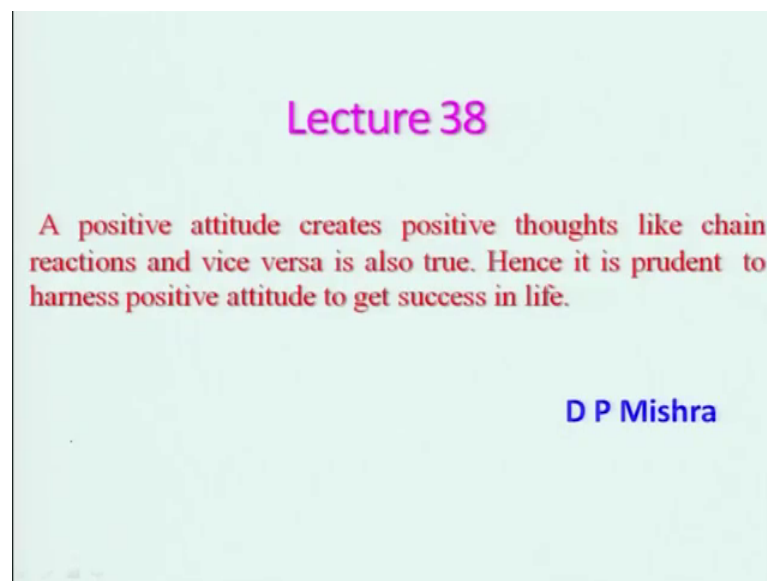 Lecture 38
A positive attitude creates positive thoughts like chain
reactions and vice versa is also true. Hence it is prudent to
harness positive attitude to get success in life.
D P Mishra